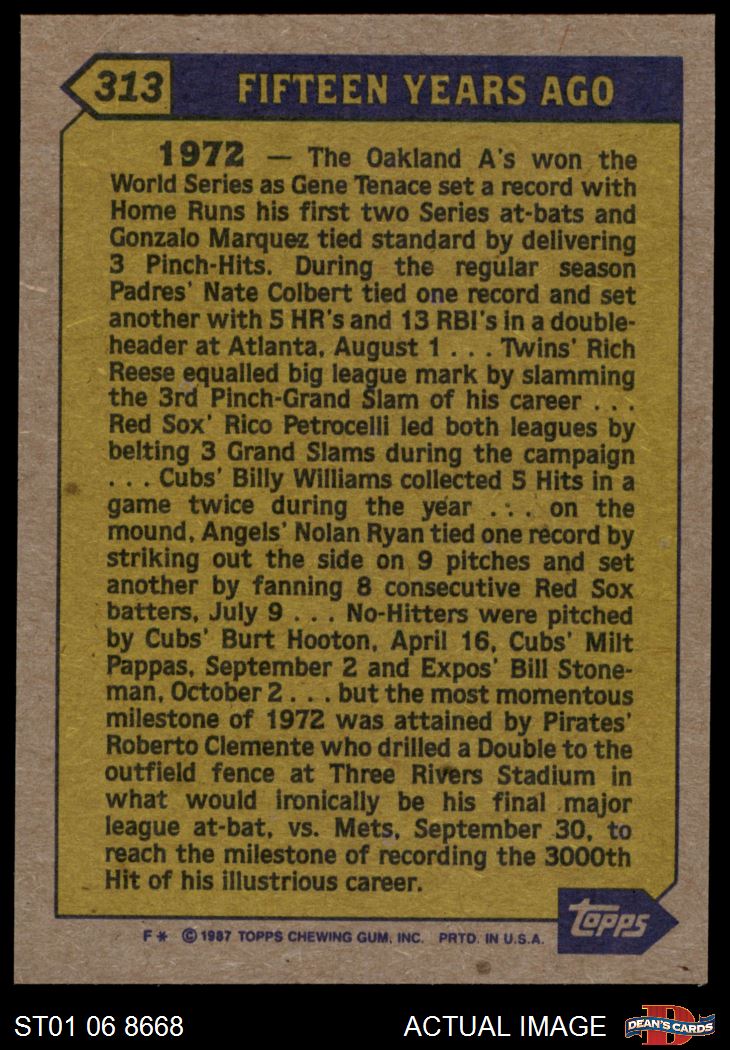 313 FIFTEEN YEARS AGO
1972 — The Oakland A's won the
World Series as Gene Tenace set a record with
Home Runs his first two Series at-bats and
Gonzalo Marquez tied standard by delivering
3 Pinch-Hits. During the regular season
Padres' Nate Colbert tied one record and set
another with 5 HR's and 13 RBI's in a double-
header at Atlanta, August 1 . . . Twins' Rich
Reese equalled big league mark by slamming
the 3rd Pinch-Grand Slam of his career . . .
Red Sox' Rico Petrocelli led both leagues by
belting 3 Grand Slams during the campaign
. . . Cubs' Billy Williams collected 5 Hits in a
game twice during the year . . . on the
mound, Angels' Nolan Ryan tied one record by
striking out the side on 9 pitches and set
another by fanning 8 consecutive Red Sox
batters, July 9 . . . No-Hitters were pitched
by Cubs' Burt Hooton, April 16, Cubs' Milt
Pappas, September 2 and Expos' Bill Stone-
man, October 2 . . . but the most momentous
milestone of 1972 was attained by Pirates'
Roberto Clemente who drilled a Double to the
outfield fence at Three Rivers Stadium in
what would ironically be his final major
league at-bat, vs. Mets, September 30, to
reach the milestone of recording the 3000th
Hit of his illustrious career.
Topps
F* © 1987 TOPPS CHEWING GUM, INC. PRTD. IN U.S.A.
ST01 06 8668 ACTUAL IMAGE D DEAN'S CARDS